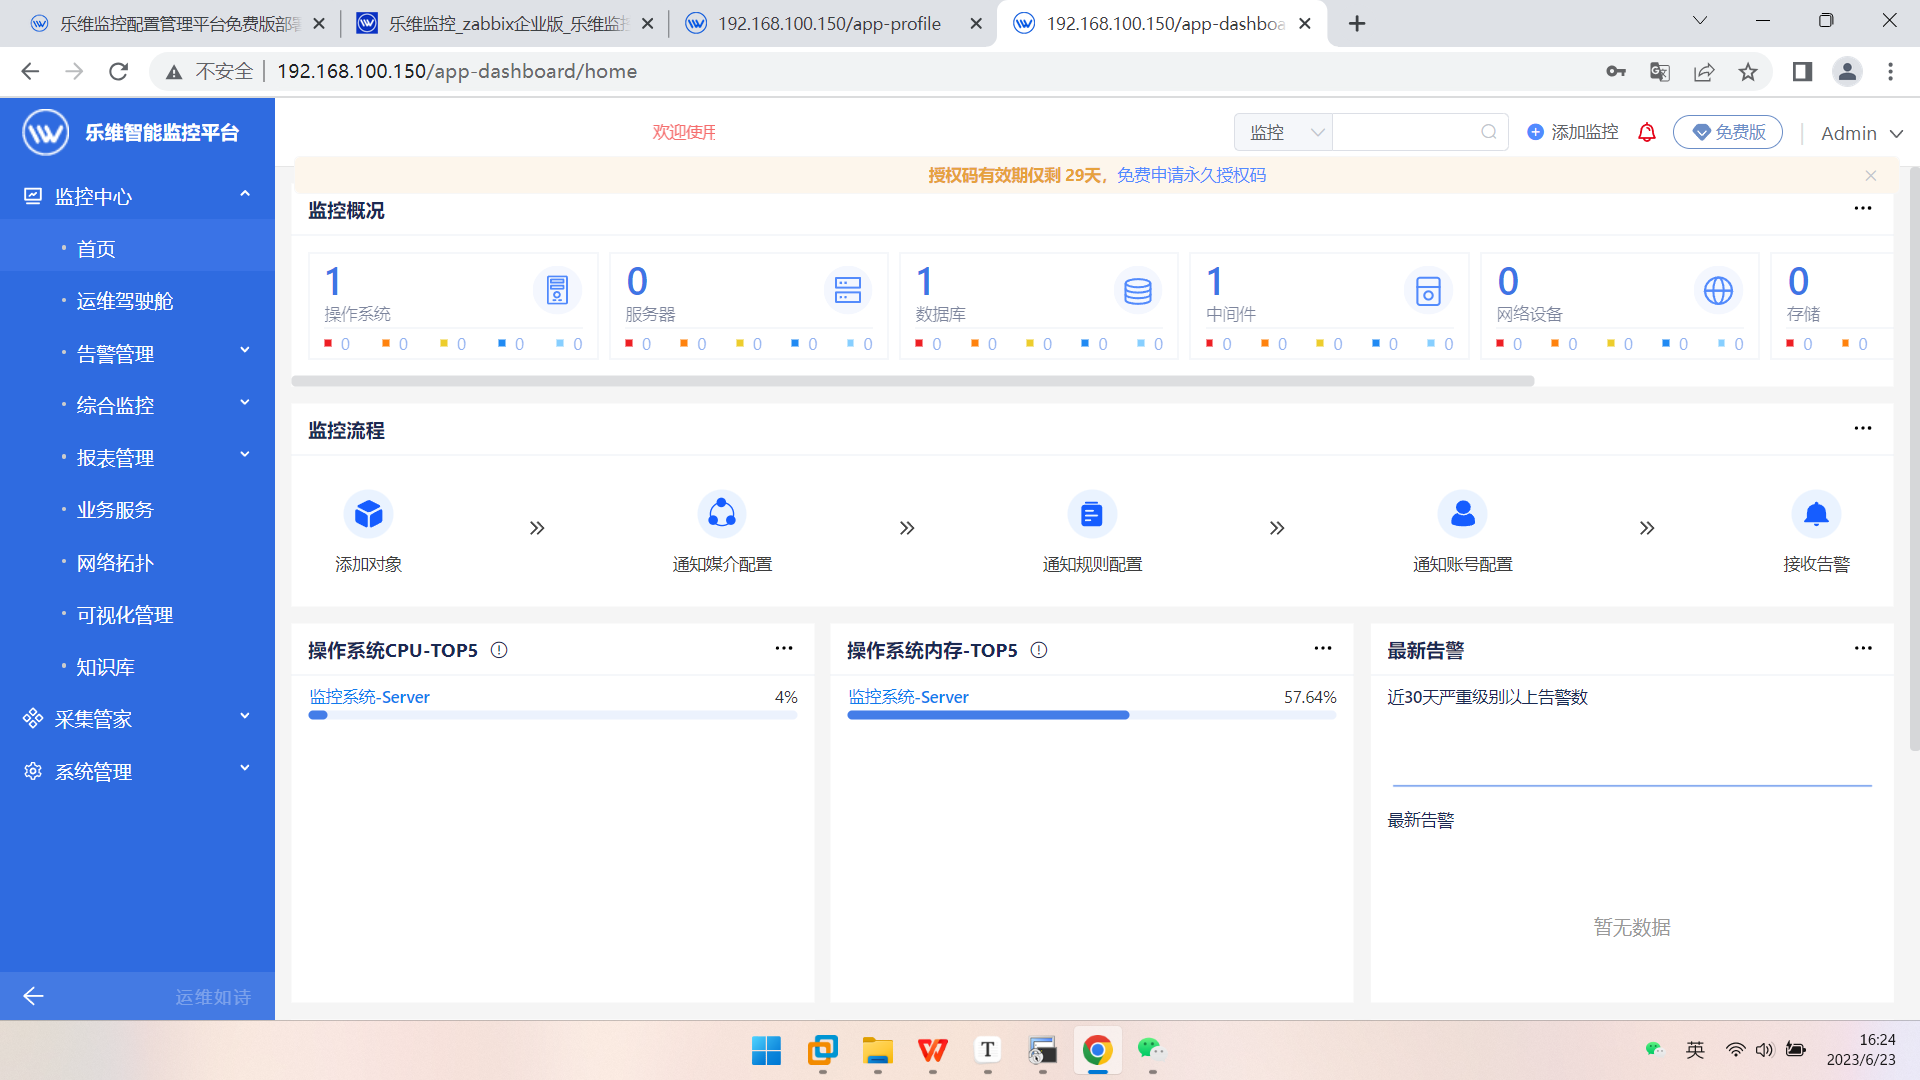 乐维监控配置管理平台免费版部署
乐维监控_zabbix企业版_乐维监控
192.168.100.150/app-profile
192.168.100.150/app-dashboa
不安全
192.168.100.150/app-dashboard/home
乐维智能监控平台
欢迎使用
监控
添加监控
免费版
Admin
授权码有效期仅剩 29天，免费申请永久授权码
监控中心
首页
运维驾驶舱
告警管理
综合监控
报表管理
业务服务
网络拓扑
可视化管理
知识库
采集管家
系统管理
运维如诗
监控概况
1
操作系统
0 0 0 0 0
0
服务器
0 0 0 0 0
1
数据库
0 0 0 0 0
1
中间件
0 0 0 0 0
0
网络设备
0 0 0 0 0
0
存储
0 0
监控流程
添加对象
通知媒介配置
通知规则配置
通知账号配置
接收告警
操作系统CPU-TOP5
监控系统-Server 4%
操作系统内存-TOP5
监控系统-Server 57.64%
最新告警
近30天严重级别以上告警数
最新告警
暂无数据
英
16:24
2023/6/23